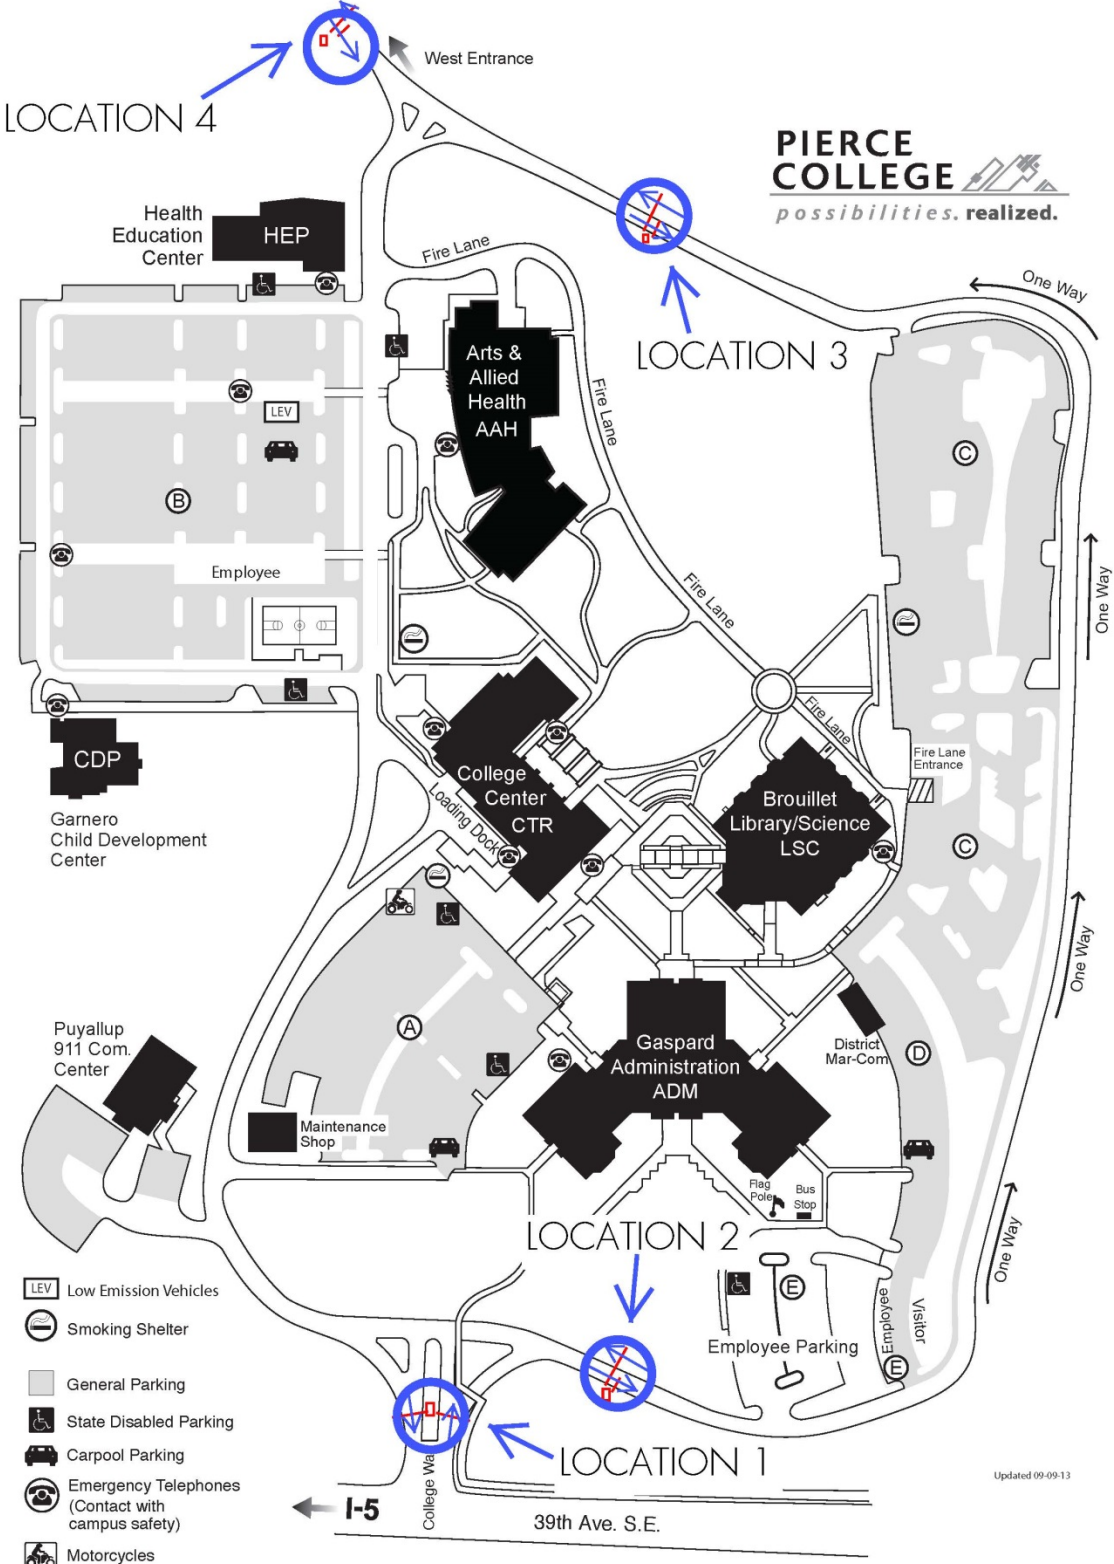 West Entrance
LOCATION 4
PIERCE
COLLEGE
possibilities. realized.
Health
Education
Center
HEP
Fire Lane
One Way
LOCATION 3
Arts &
Allied
Health
AAH
Fire Lane
LEV
C
B
Employee
One Way
Fire Lane
Fire Lane
CDP
Garnero
Child Development
Center
College
Center
CTR
Loading Dock
Brouillet
Library/Science
LSC
Fire Lane
Entrance
C
One Way
A
Puyallup
911 Com.
Center
Maintenance
Shop
Gaspard
Administration
ADM
District
Mar-Com
D
Flag
Pole
Bus
Stop
One Way
LOCATION 2
E
Employee Parking
Employee
Visitor
E
LEV
Low Emission Vehicles
Smoking Shelter
General Parking
State Disabled Parking
Carpool Parking
Emergency Telephones
(Contact with
campus safety)
Motorcycles
LOCATION 1
College Wa
I-5
39th Ave. S.E.
Updated 09-09-13